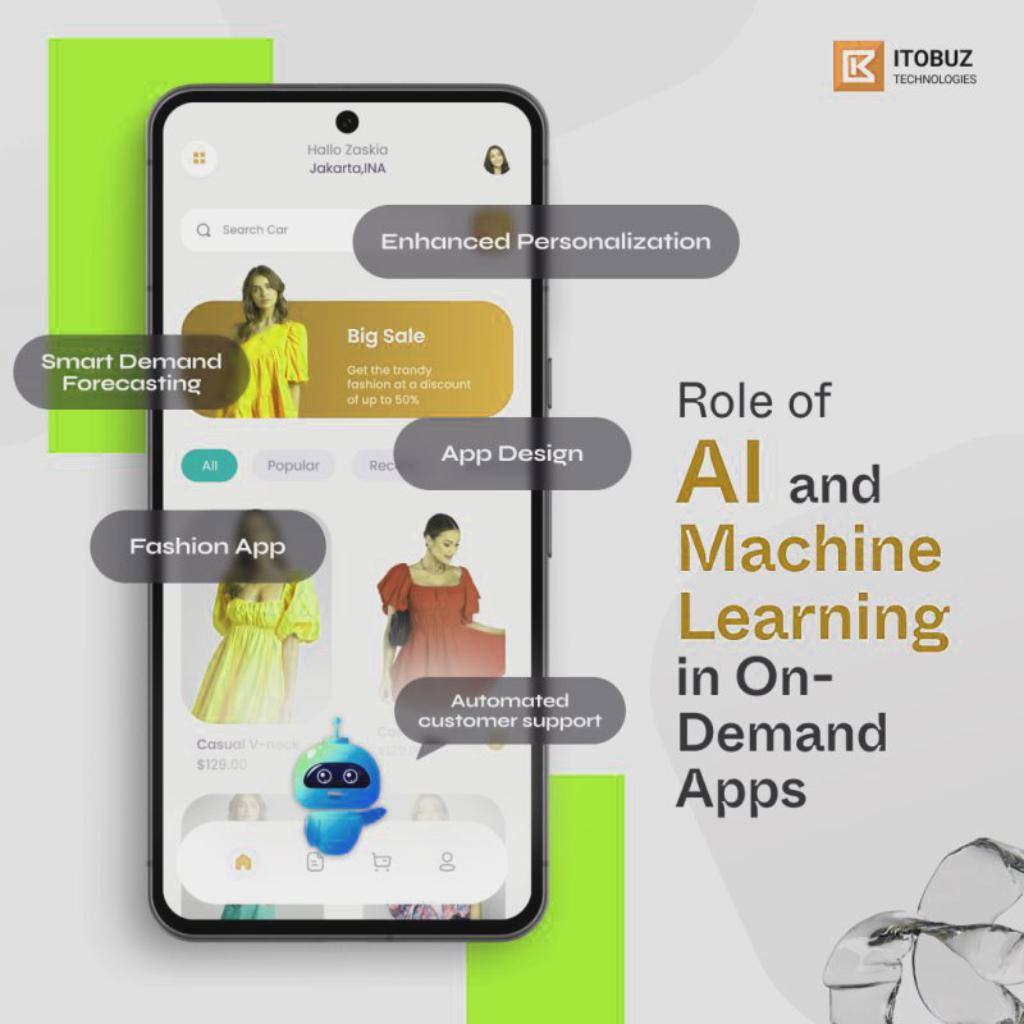 ITOBUZ
TECHNOLOGIES
Hallo Zaskia
Jakarta,INA
Search Car
Enhanced Personalization
Big Sale
Get the trandy
fashion at a discount
of up to 50%
Smart Demand
Forecasting
App Design
All
Popular
Fashion App
Role of
AI and
Machine
Learning
in On-
Demand
Apps
Automated
customer support
Casual V-neck
$129.00